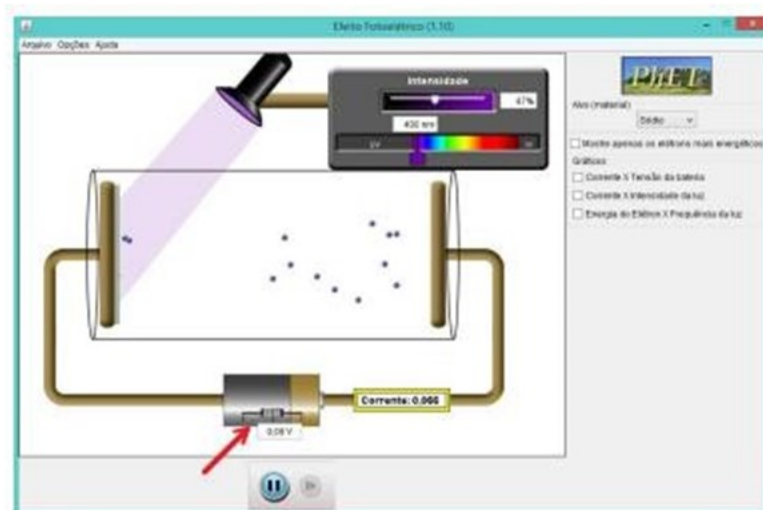 Efeito Fotoelétrico (1.10)
Arquivo Opções Ajuda
Intensidade
47%
400 nm
UV
IV
PhET
Alvo (material)
Sódio
Mostre apenas os elétrons mais energéticos
Gráficos
Corrente X Tensão da bateria
Corrente X Intensidade da luz
Energia do Elétron X Frequência da luz
Corrente: 0,066
0,08 V